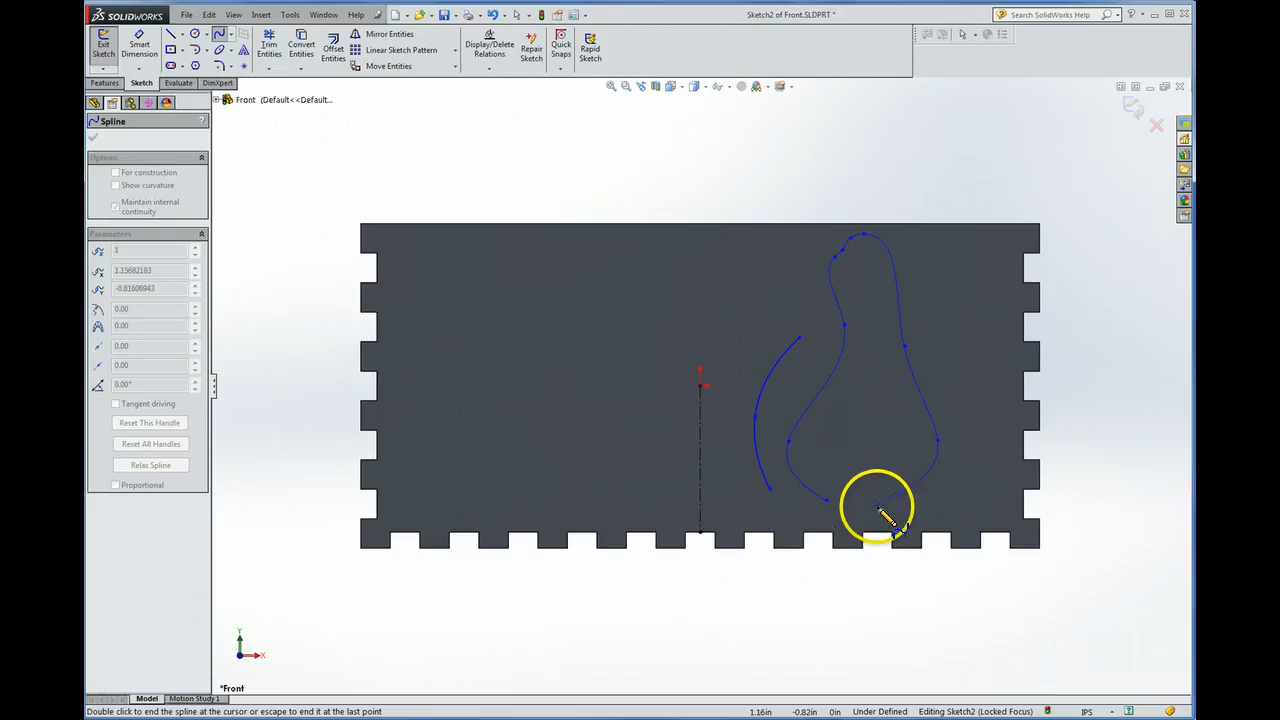 SOLIDWORKS
File Edit View Insert Tools Window Help
Sketch2 of Front.SLDPRT *
Search SolidWorks Help
Exit Sketch
Smart Dimension
Trim Entities
Convert Entities
Offset Entities
Mirror Entities
Linear Sketch Pattern
Move Entities
Display/Delete Relations
Repair Sketch
Quick Snaps
Rapid Sketch
Features Sketch Evaluate DimXpert
Front (Default<<Default...
Spline ?
Options
For construction
Show curvature
Maintain internal continuity
Parameters
1
1.15682183
-0.81606943
0.00
0.00
0.00
0.00
0.00°
Tangent driving
Reset This Handle
Reset All Handles
Relax Spline
Proportional
Y
X
*Front
Model Motion Study 1
Double click to end the spline at the cursor or escape to end it at the last point
1.16in -0.82in 0in Under Defined Editing Sketch2 (Locked Focus) IPS